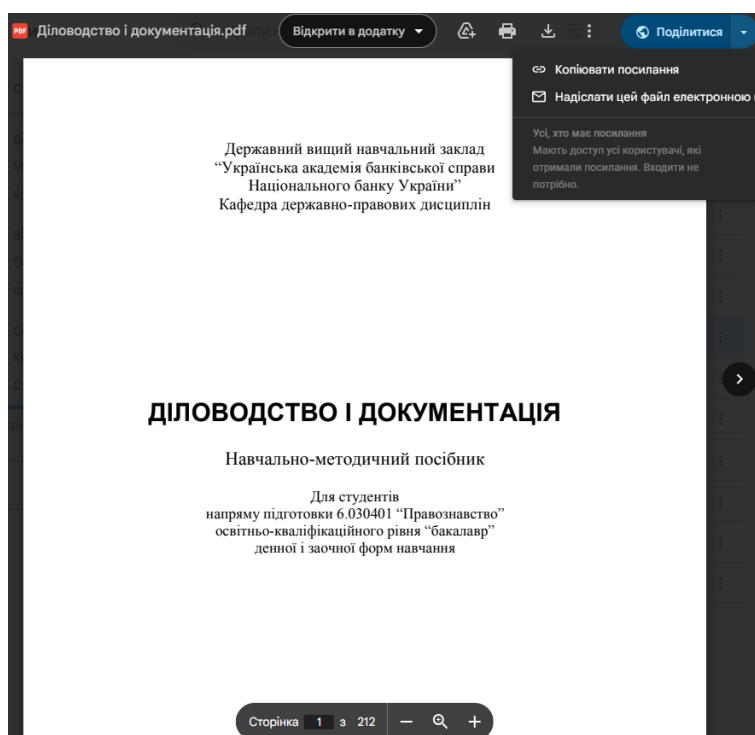 PDF
Діловодство і документація.pdf
Відкрити в додатку
Поділитися
Копіювати посилання
Надіслати цей файл електронною
Усі, хто має посилання
Мають доступ усі користувачі, які
отримали посилання. Входити не
потрібно.
Державний вищий навчальний заклад
“Українська академія банківської справи
Національного банку України”
Кафедра державно-правових дисциплін
ДІЛОВОДСТВО І ДОКУМЕНТАЦІЯ
Навчально-методичний посібник
Для студентів
напряму підготовки 6.030401 “Правознавство”
освітньо-кваліфікаційного рівня “бакалавр”
денної і заочної форм навчання
Сторінка 1 з 212